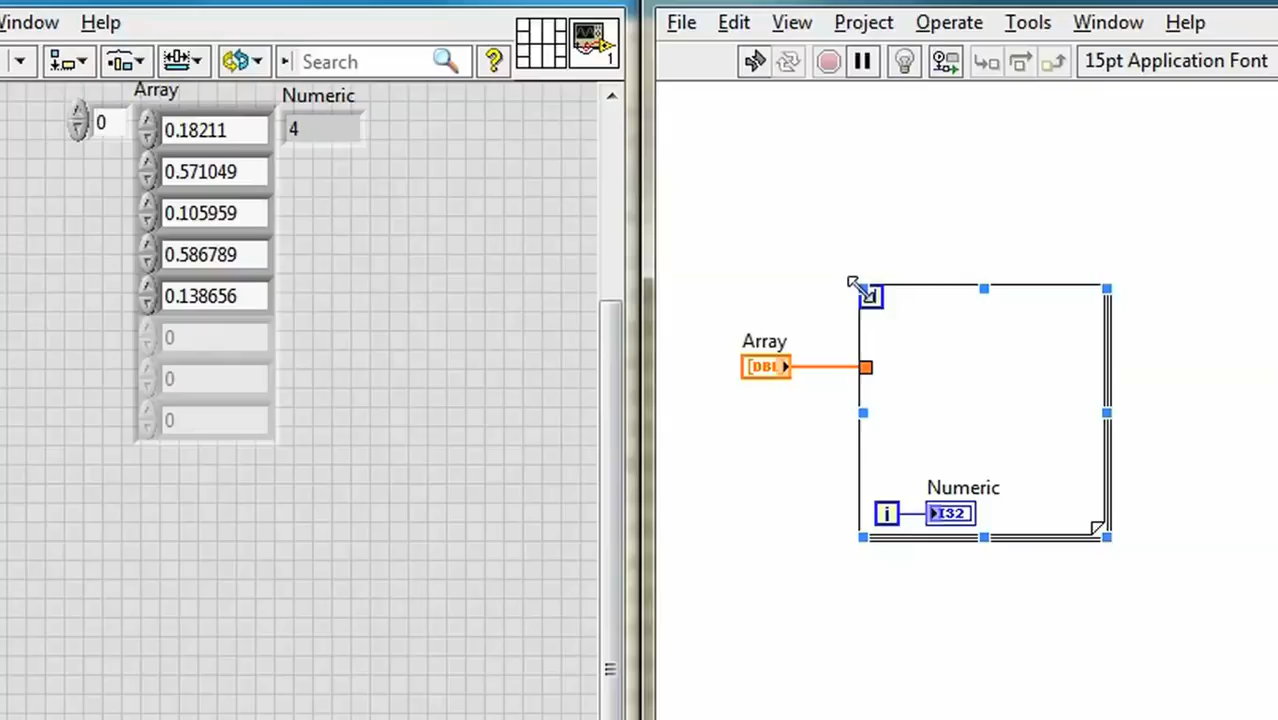 Window Help
File Edit View Project Operate Tools Window Help
Search ? 1
15pt Application Font
Array
Numeric
0
0.18211
4
0.571049
0.105959
0.586789
0.138656
0
0
0
Array
[DBL
Numeric
i I32